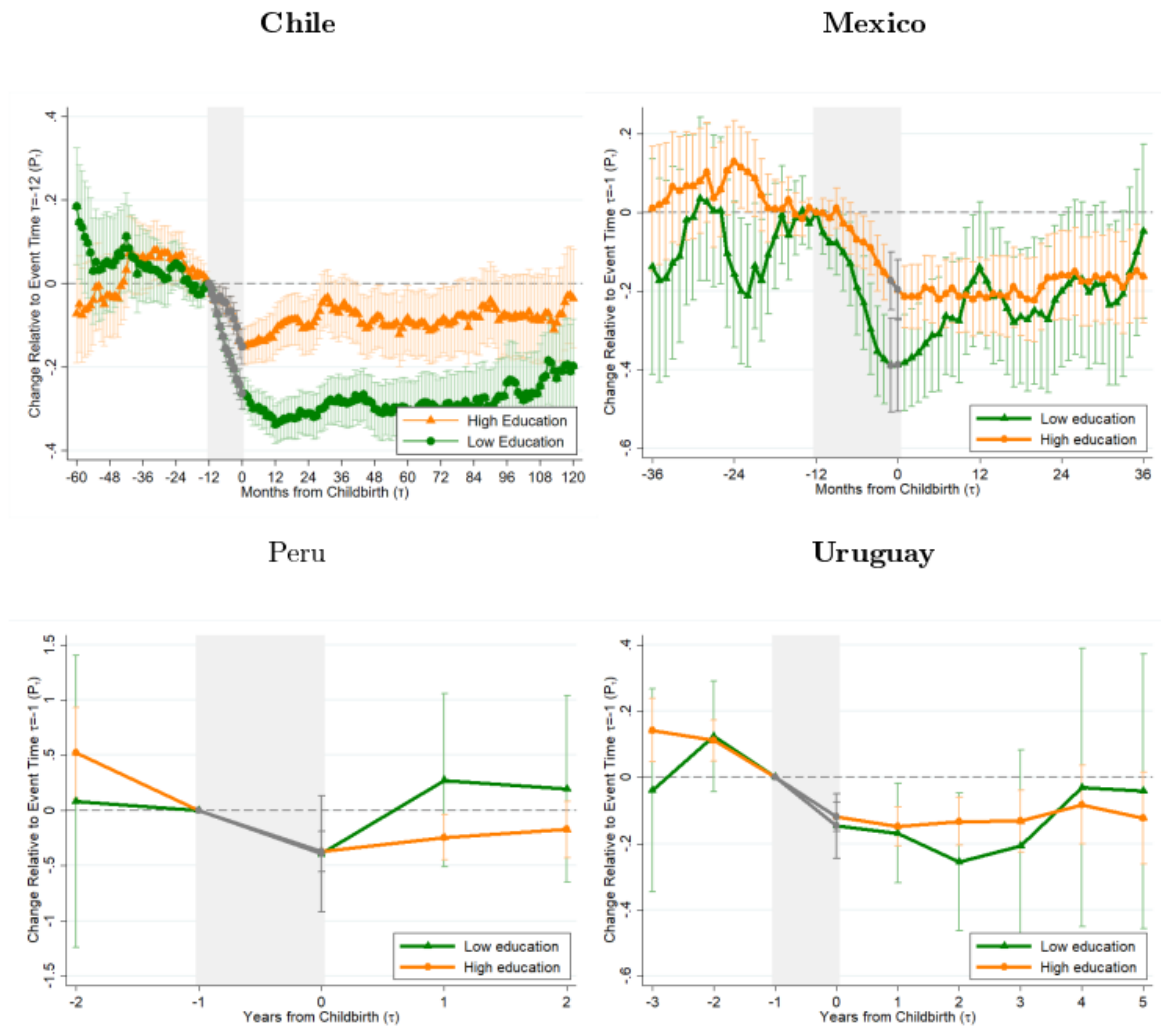 Chile
Change Relative to Event Time τ=-12 (Pτ)
.4
.2
0
-.2
-.4
High Education
Low Education
-60 -48 -36 -24 -12 0 12 24 36 48 60 72 84 96 108 120
Months from Childbirth (τ)
Mexico
Change Relative to Event Time τ=-1 (Pτ)
.2
0
-.2
-.4
-.6
Low education
High education
-36 -24 -12 0 12 24 36
Months from Childbirth (τ)
Peru
Change Relative to Event Time τ=-1 (Pτ)
1.5
1
.5
0
-.5
-1
-1.5
Low education
High education
-2 -1 0 1 2
Years from Childbirth (τ)
Uruguay
Change Relative to Event Time τ=-1 (Pτ)
.4
.2
0
-.2
-.4
-.6
Low education
High education
-3 -2 -1 0 1 2 3 4 5
Years from Childbirth (τ)